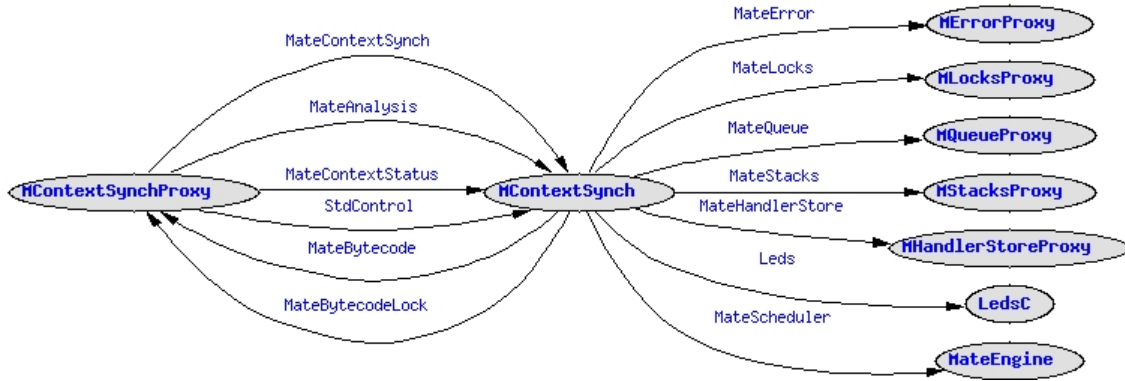 MateError
MErrorProxy
MateContextSynch
MateLocks
MLocksProxy
MateAnalysis
MateQueue
MQueueProxy
MateContextStatus
MateStacks
MContextSynchProxy
MContextSynch
MStacksProxy
StdControl
MateHandlerStore
MateBytecode
MHandlerStoreProxy
Leds
MateBytecodeLock
LedsC
MateScheduler
MateEngine